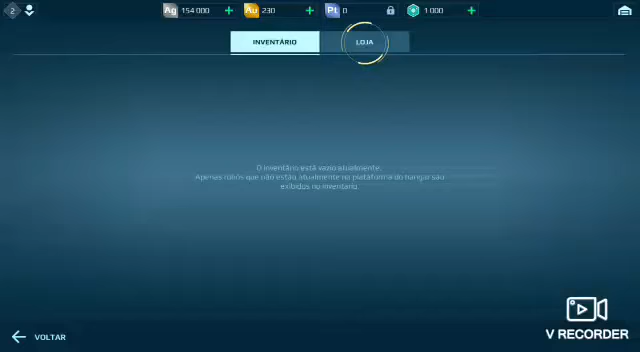 2
Ag 154 000 +
Au 230 +
Pt 0
1 000 +
INVENTÁRIO
LOJA
O inventário está vazio atualmente.
Apenas robôs que não estão atualmente na plataforma do hangar são
exibidos no inventário.
VOLTAR
V RECORDER